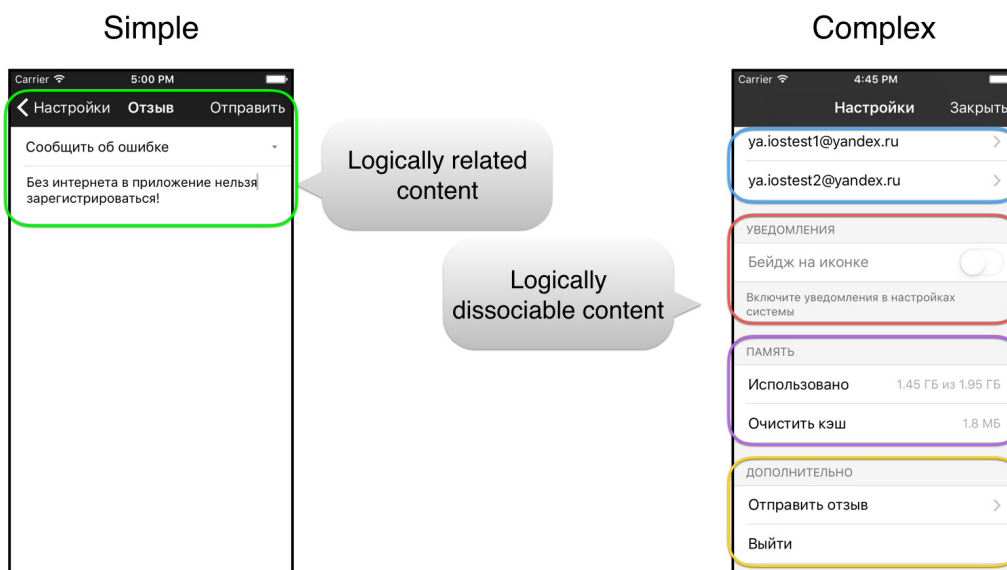 Simple
Complex
Carrier 5:00 PM
Настройки Отзыв Отправить
Сообщить об ошибке
Без интернета в приложение нельзя
зарегистрироваться!
Logically related
content
Logically
dissociable content
Carrier 4:45 PM
Настройки Закрыть
ya.iostest1@yandex.ru
ya.iostest2@yandex.ru
УВЕДОМЛЕНИЯ
Бейдж на иконке
Включите уведомления в настройках
системы
ПАМЯТЬ
Использовано 1.45 ГБ из 1.95 ГБ
Очистить кэш 1.8 МБ
ДОПОЛНИТЕЛЬНО
Отправить отзыв
Выйти